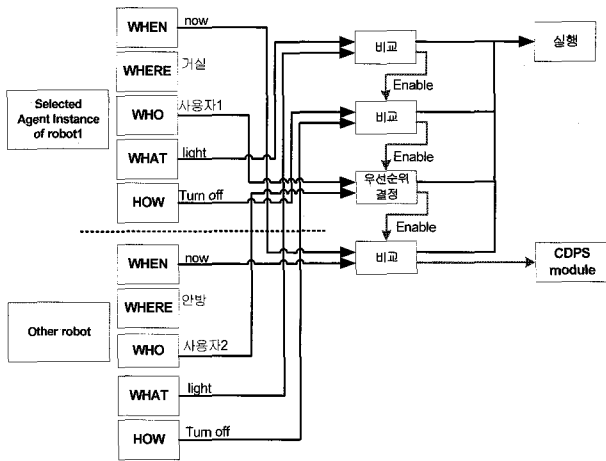 WHEN
now
비교
실행
Enable
WHERE
거실
Selected
Agent Instance
of robot1
WHO
사용자1
비교
Enable
WHAT
light
우선순위
결정
HOW
Turn off
Enable
WHEN
now
비교
CDPS
module
WHERE
안방
Other robot
WHO
사용자2
WHAT
light
HOW
Turn off